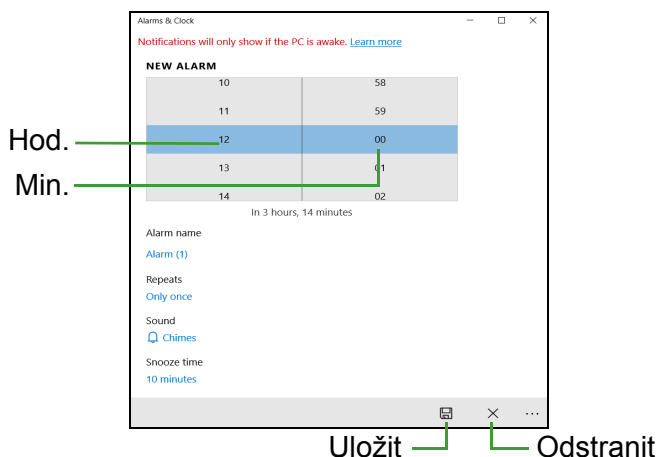 Alarms & Clock
Notifications will only show if the PC is awake. Learn more
NEW ALARM
10 58
11 59
Hod. 12 00
13 01
Min.
14 02
In 3 hours, 14 minutes
Alarm name
Alarm (1)
Repeats
Only once
Sound
Chimes
Snooze time
10 minutes
Uložit Odstranit